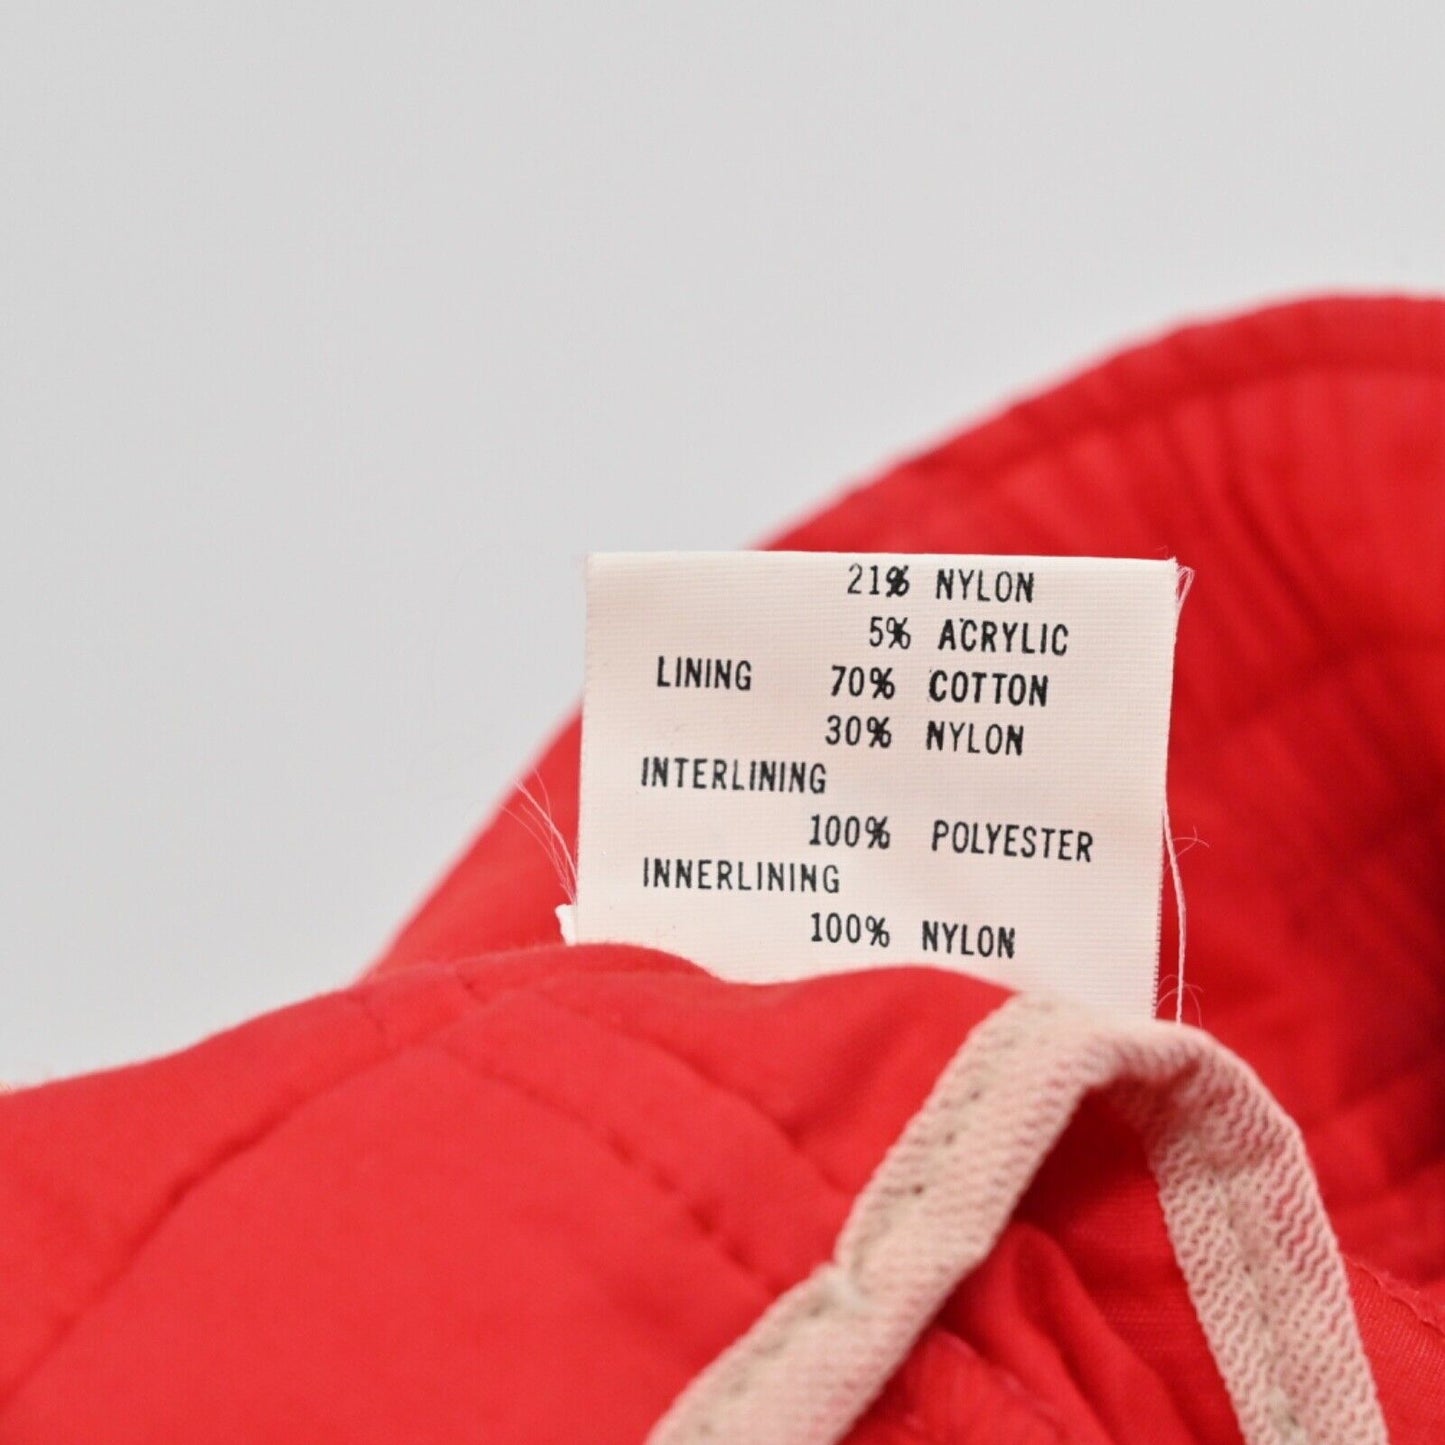 21% NYLON
5% ACRYLIC
LINING 70% COTTON
30% NYLON
INTERLINING
100% POLYESTER
INNERLINING
100% NYLON